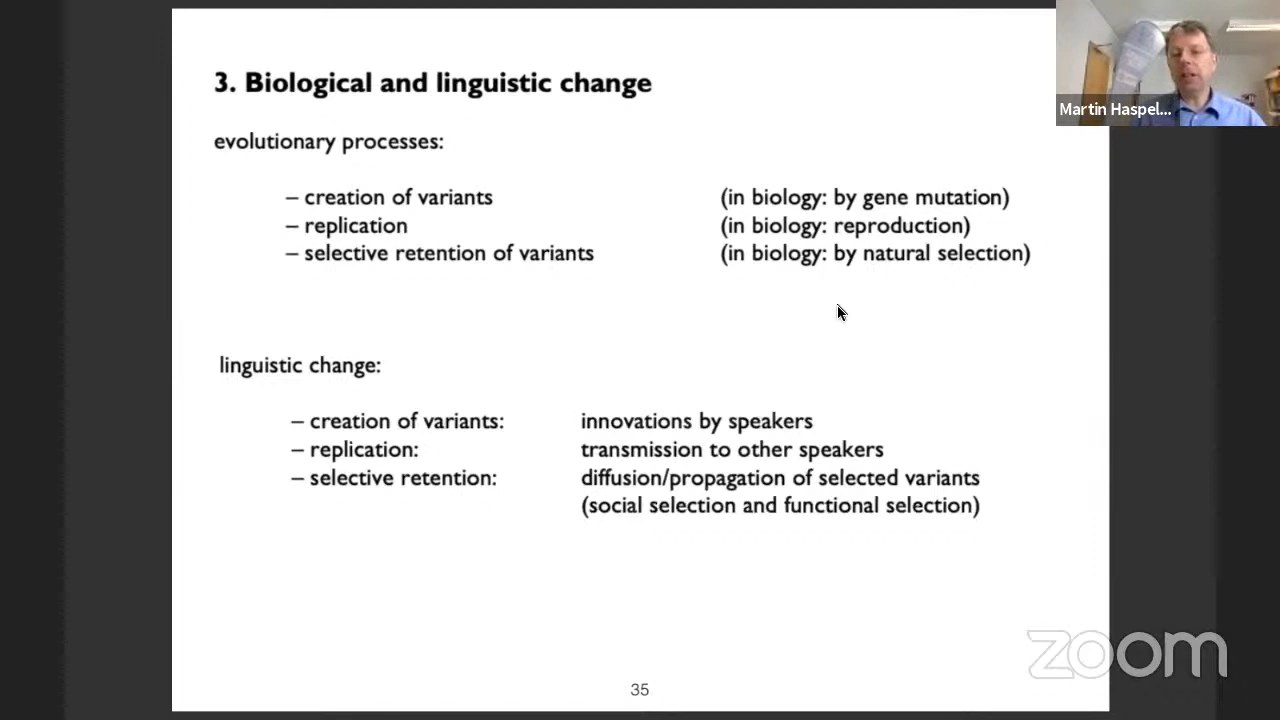 3. Biological and linguistic change
Martin Haspel...
evolutionary processes:
– creation of variants (in biology: by gene mutation)
– replication (in biology: reproduction)
– selective retention of variants (in biology: by natural selection)
linguistic change:
– creation of variants: innovations by speakers
– replication: transmission to other speakers
– selective retention: diffusion/propagation of selected variants
(social selection and functional selection)
zoom
35